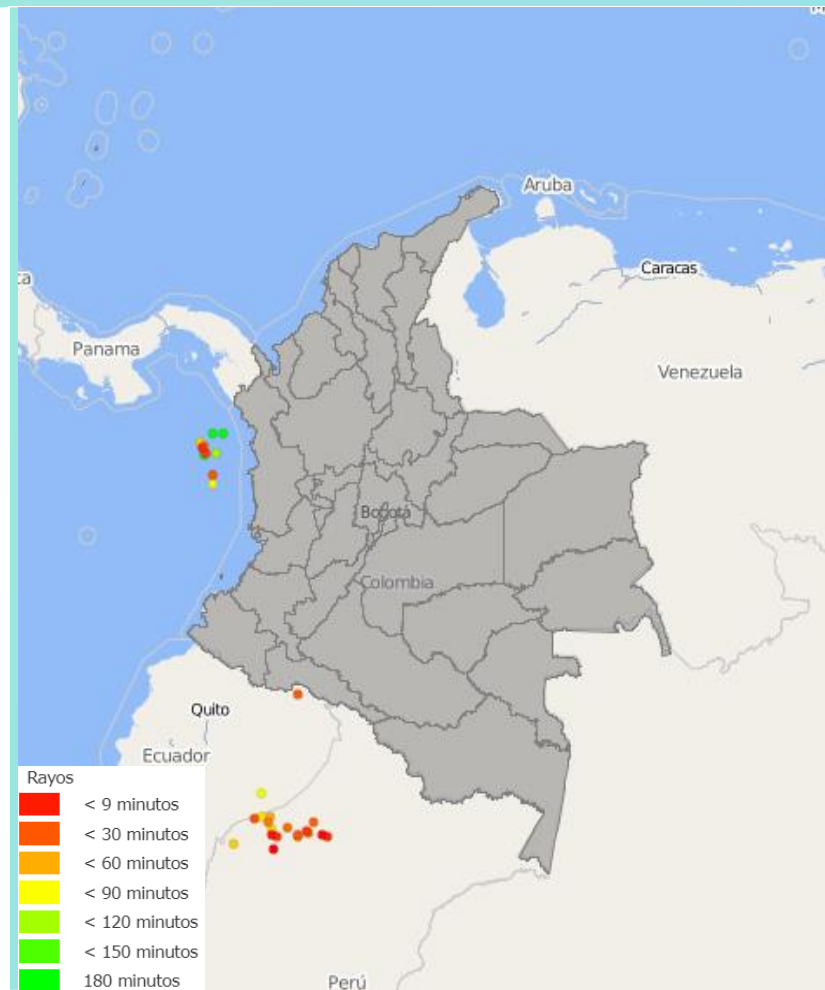 Aruba
Caracas
Panama
Venezuela
Bogotá
Colombia
Quito
Ecuador
Rayos
< 9 minutos
< 30 minutos
< 60 minutos
< 90 minutos
< 120 minutos
< 150 minutos
180 minutos
Perú